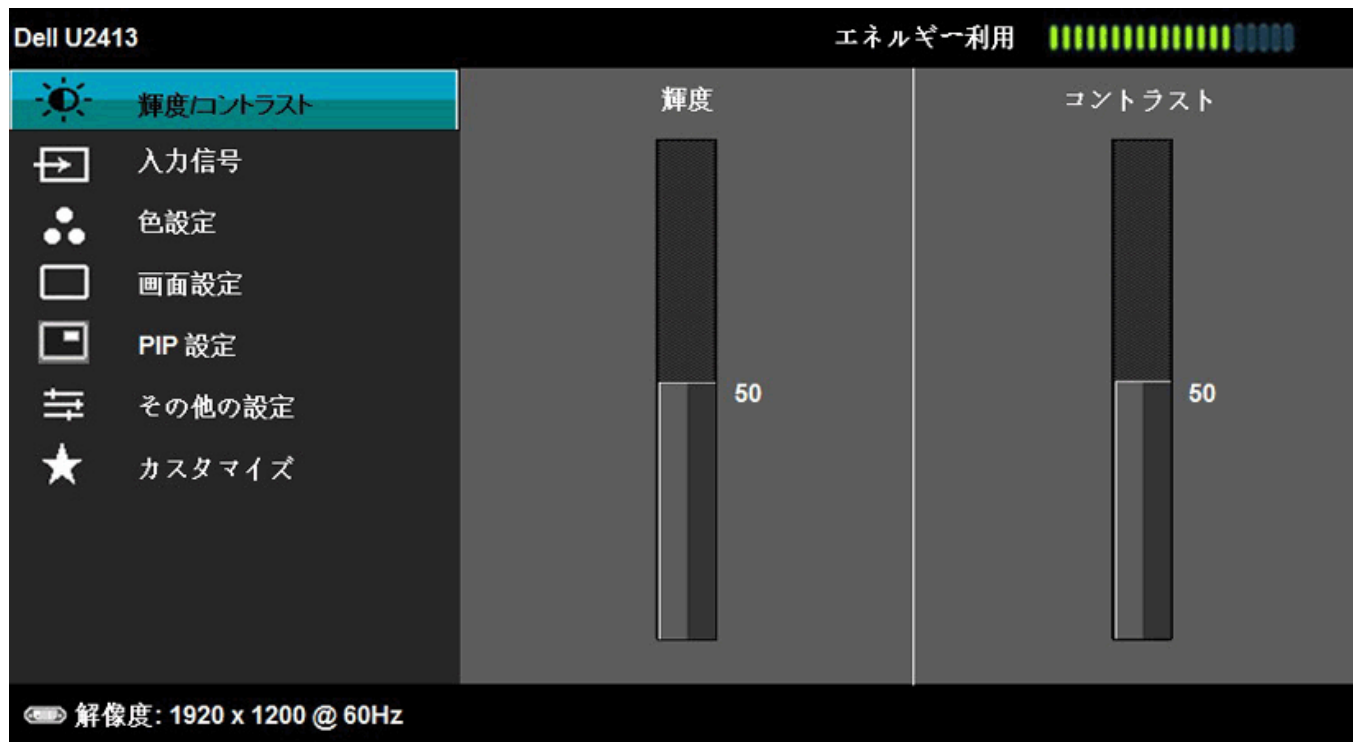 Dell U2413
エネルギー利用
輝度/コントラスト
入力信号
色設定
画面設定
PIP 設定
その他の設定
カスタマイズ
輝度
50
コントラスト
50
解像度: 1920 x 1200 @ 60Hz